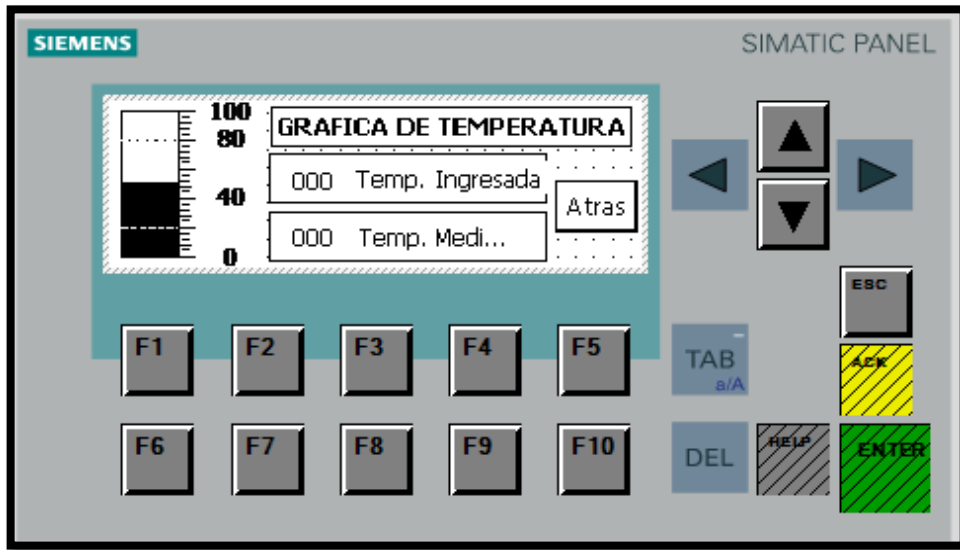 SIEMENS
SIMATIC PANEL
100
80
40
0
GRAFICA DE TEMPERATURA
000 Temp. Ingresada
000 Temp. Medi...
Atras
F1 F2 F3 F4 F5
F6 F7 F8 F9 F10
TAB
a/A
DEL
HELP
ESC
ACK
ENTER